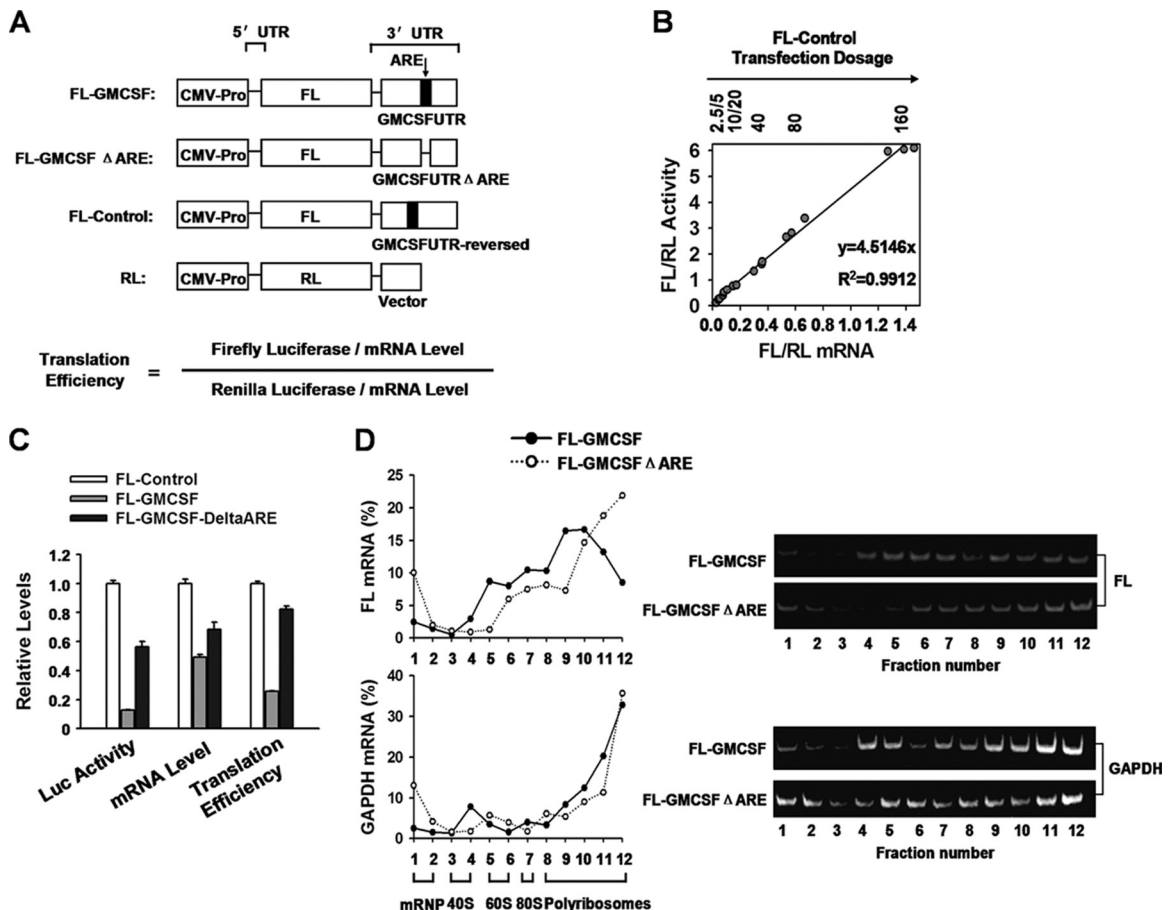 A
5′ UTR
3′ UTR
ARE
FL-GMCSF:
CMV-Pro
FL
GMCSFUTR
FL-GMCSF Δ ARE:
CMV-Pro
FL
GMCSFUTR Δ ARE
FL-Control:
CMV-Pro
FL
GMCSFUTR-reversed
RL:
CMV-Pro
RL
Vector
Translation
Efficiency
=
Firefly Luciferase / mRNA Level
Renilla Luciferase / mRNA Level
B
FL-Control
Transfection Dosage
2.5/5
10/20
40
80
160
FL/RL Activity
6
5
4
3
2
1
0
y=4.5146x
R²=0.9912
0.0 0.2 0.4 0.6 0.8 1.0 1.2 1.4
FL/RL mRNA
C
FL-Control
FL-GMCSF
FL-GMCSF-DeltaARE
Relative Levels
1.2
1.0
0.8
0.6
0.4
0.2
0
Luc Activity
mRNA Level
Translation
Efficiency
D
FL-GMCSF
FL-GMCSF Δ ARE
FL mRNA (%)
25
20
15
10
5
0
1 2 3 4 5 6 7 8 9 10 11 12
GAPDH mRNA (%)
40
30
20
10
0
1 2 3 4 5 6 7 8 9 10 11 12
mRNP 40S 60S 80S Polyribosomes
FL-GMCSF
FL-GMCSF Δ ARE
FL
1 2 3 4 5 6 7 8 9 10 11 12
Fraction number
FL-GMCSF
FL-GMCSF Δ ARE
GAPDH
1 2 3 4 5 6 7 8 9 10 11 12
Fraction number